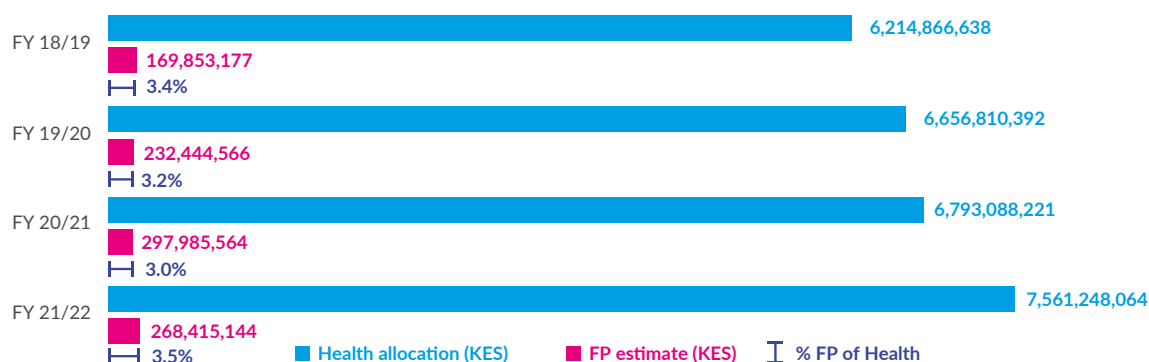 6,214,866,638
FY 18/19
169,853,177
3.4%
6,656,810,392
FY 19/20
232,444,566
3.2%
6,793,088,221
FY 20/21
297,985,564
3.0%
7,561,248,064
FY 21/22
268,415,144
3.5%
Health allocation (KES) FP estimate (KES) % FP of Health